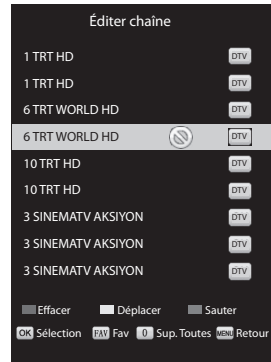 Éditer chaîne
1 TRT HD DTV
1 TRT HD DTV
6 TRT WORLD HD DTV
6 TRT WORLD HD DTV
10 TRT HD DTV
10 TRT HD DTV
3 SINEMATV AKSIYON DTV
3 SINEMATV AKSIYON DTV
3 SINEMATV AKSIYON DTV
Effacer Déplacer Sauter
OK Sélection FAV Fav 0 Sup. Toutes MENU Retour